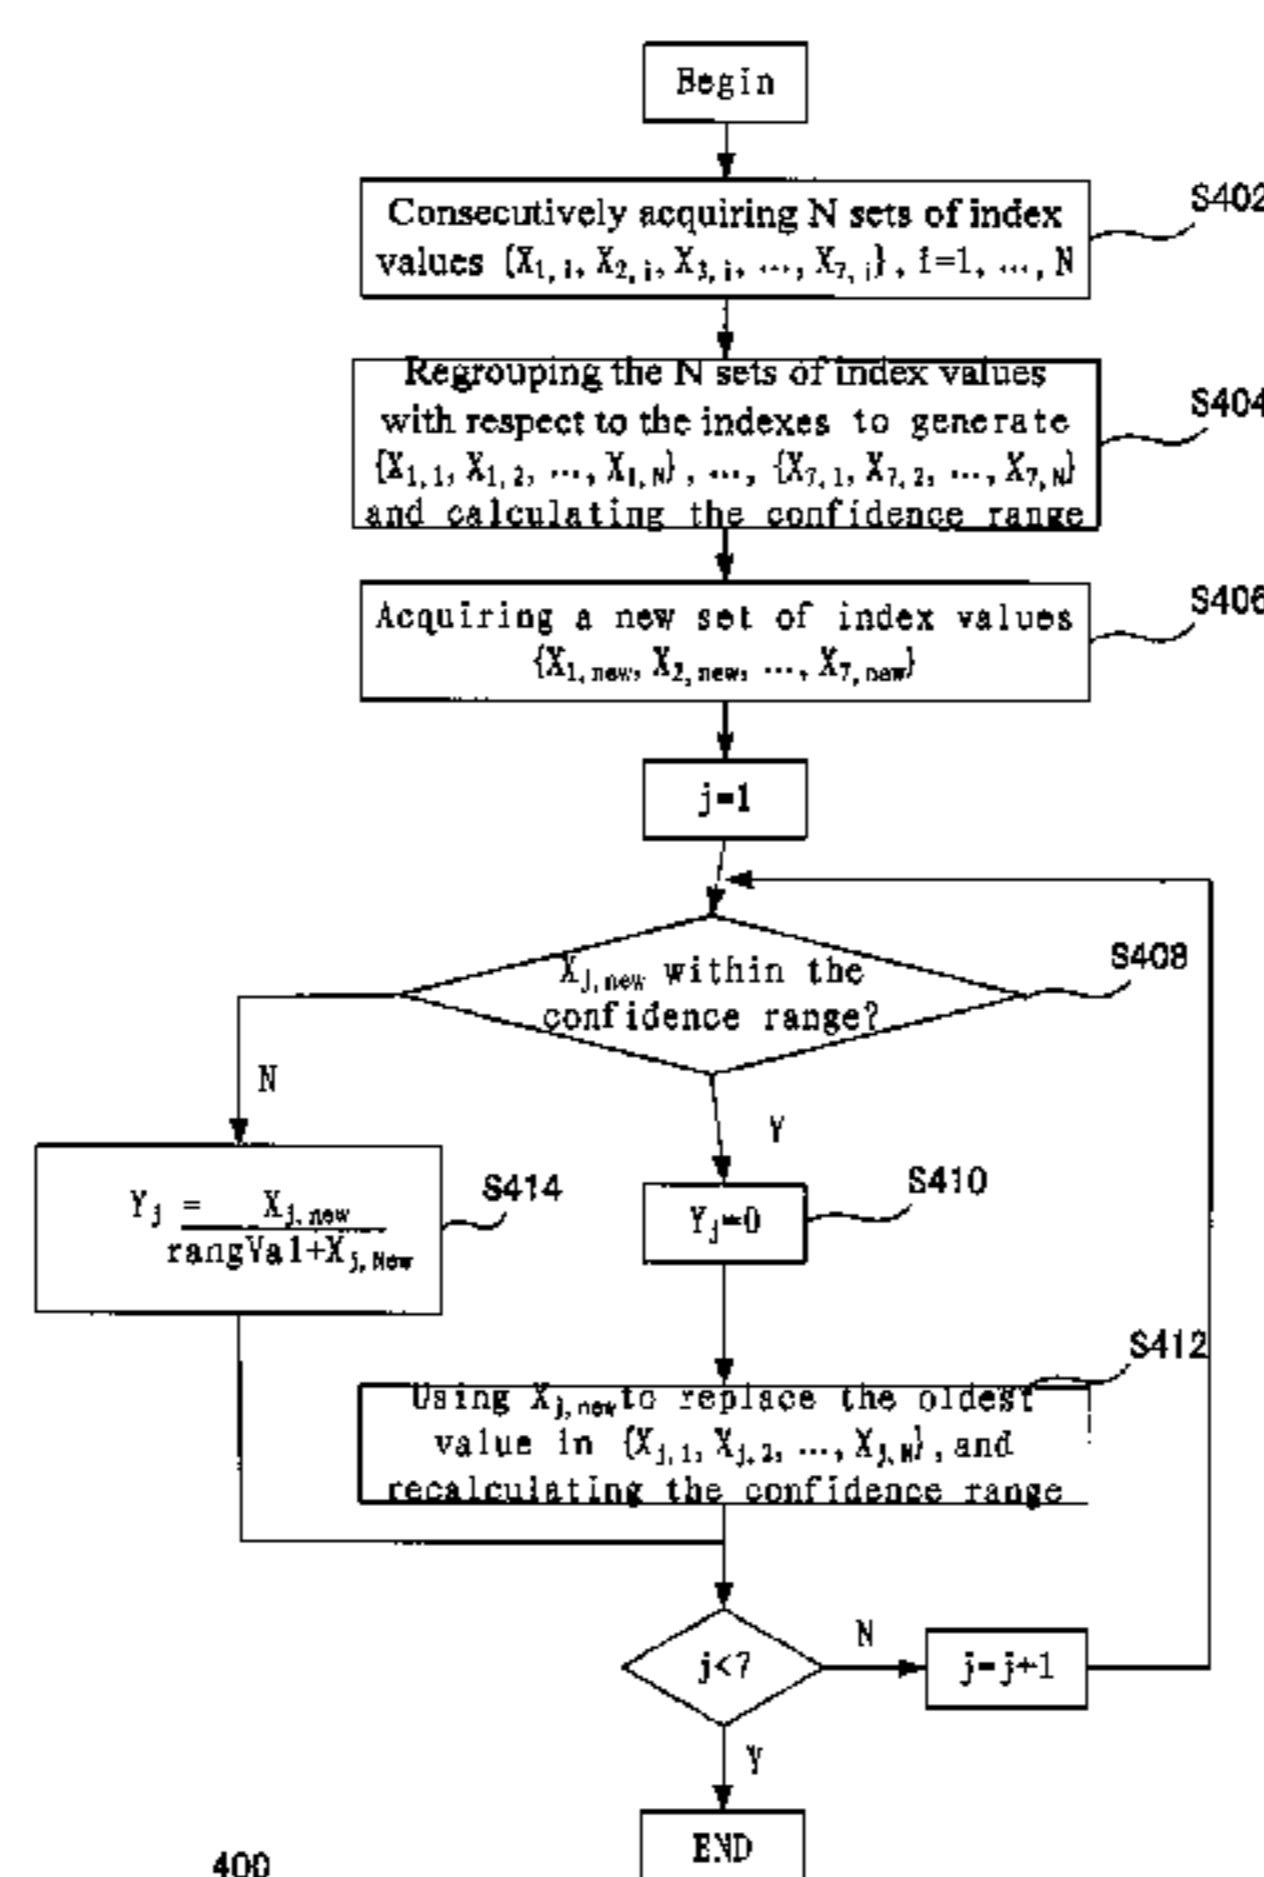 Begin
Consecutively acquiring N sets of index
values {X1,i, X2,i, X3,i, ..., X7,i}, i=1, ..., N
S402
Regrouping the N sets of index values
with respect to the indexes to generate
{X1,1, X1,2, ..., X1,N}, ..., {X7,1, X7,2, ..., X7,N}
and calculating the confidence range
S404
Acquiring a new set of index values
{X1,new, X2,new, ..., X7,new}
S406
j=1
Xj,new within the
confidence range?
S408
N
Y
Yj = Xj,new
rangVal+Xj,New
S414
Yj=0
S410
Using Xj,new to replace the oldest
value in {Xj,1, Xj,2, ..., Xj,N}, and
recalculating the confidence range
S412
j<7
N
j=j+1
Y
END
400